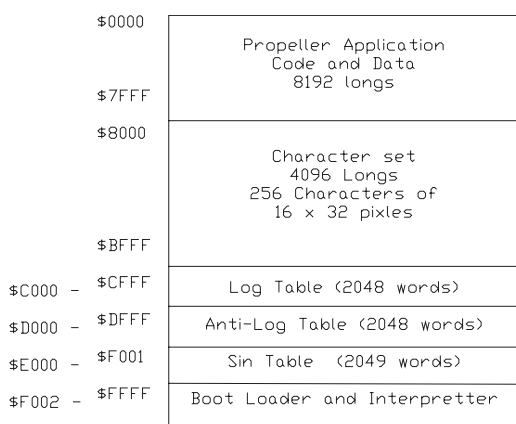 $0000
Propeller Application
Code and Data
8192 longs
$7FFF
$8000
Character set
4096 Longs
256 Characters of
16 x 32 pixles
$BFFF
$C000 - $CFFF Log Table (2048 words)
$D000 - $DFFF Anti-Log Table (2048 words)
$E000 - $F001 Sin Table (2049 words)
$F002 - $FFFF Boot Loader and Interpretter